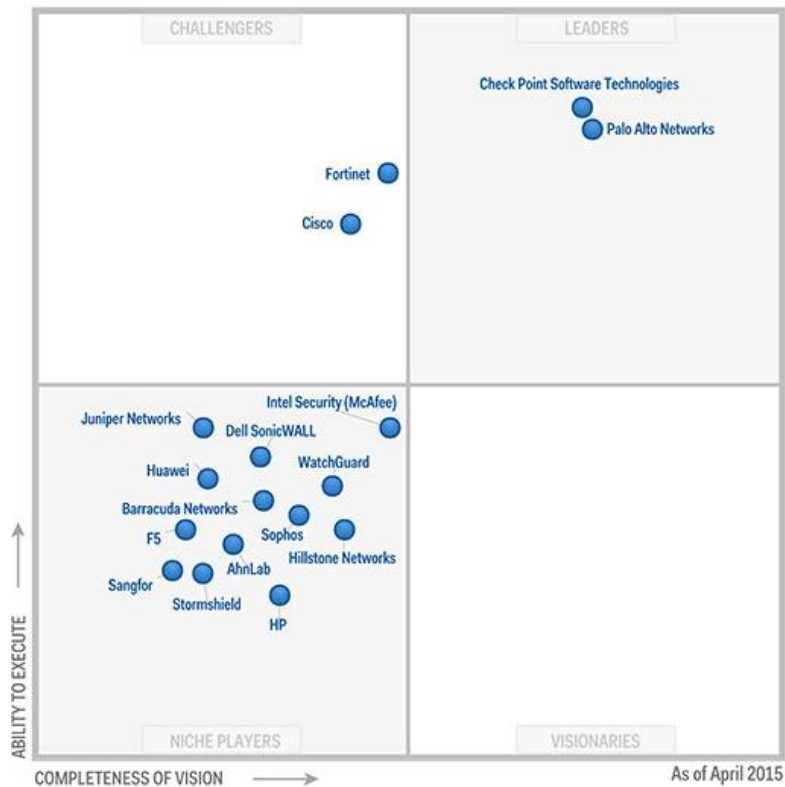 CHALLENGERS
LEADERS
Check Point Software Technologies
Palo Alto Networks
Fortinet
Cisco
Intel Security (McAfee)
Juniper Networks
Dell SonicWALL
WatchGuard
Huawei
Barracuda Networks
Sophos
F5
Hillstone Networks
AhnLab
Sangfor
Stormshield
HP
ABILITY TO EXECUTE
NICHE PLAYERS
VISIONARIES
COMPLETENESS OF VISION
As of April 2015